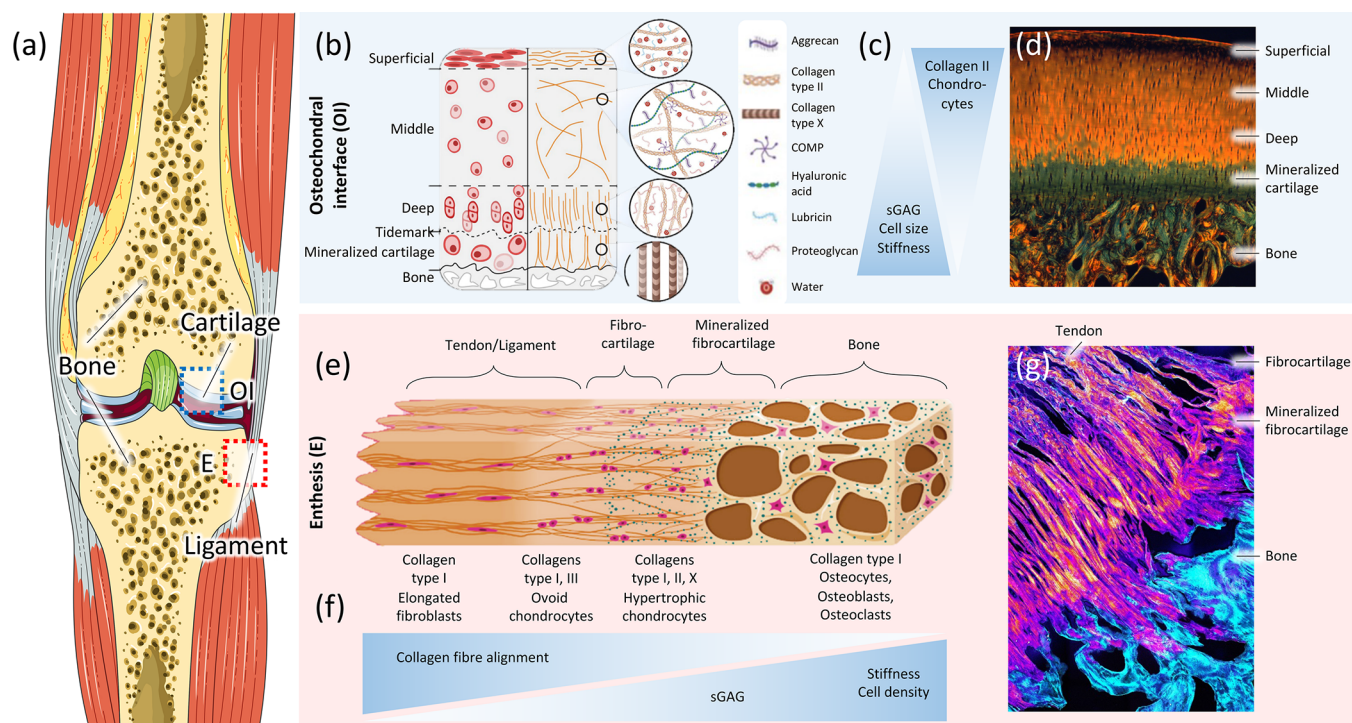 (a)
Cartilage
Bone
OI
E
Ligament
(b)
Osteochondral
interface (OI)
Superficial
Middle
Deep
Tidemark
Mineralized cartilage
Bone
Aggrecan
Collagen
type II
Collagen
type X
COMP
Hyaluronic
acid
Lubricin
Proteoglycan
Water
(c)
Collagen II
Chondro-
cytes
sGAG
Cell size
Stiffness
(d)
Superficial
Middle
Deep
Mineralized
cartilage
Bone
(e)
Enthesis (E)
Tendon/Ligament
Fibro-
cartilage
Mineralized
fibrocartilage
Bone
Collagen
type I
Elongated
fibroblasts
Collagens
type I, III
Ovoid
chondrocytes
Collagens
type I, II, X
Hypertrophic
chondrocytes
Collagen type I
Osteocytes,
Osteoblasts,
Osteoclasts
(f)
Collagen fibre alignment
sGAG
Stiffness
Cell density
(g)
Tendon
Fibrocartilage
Mineralized
fibrocartilage
Bone